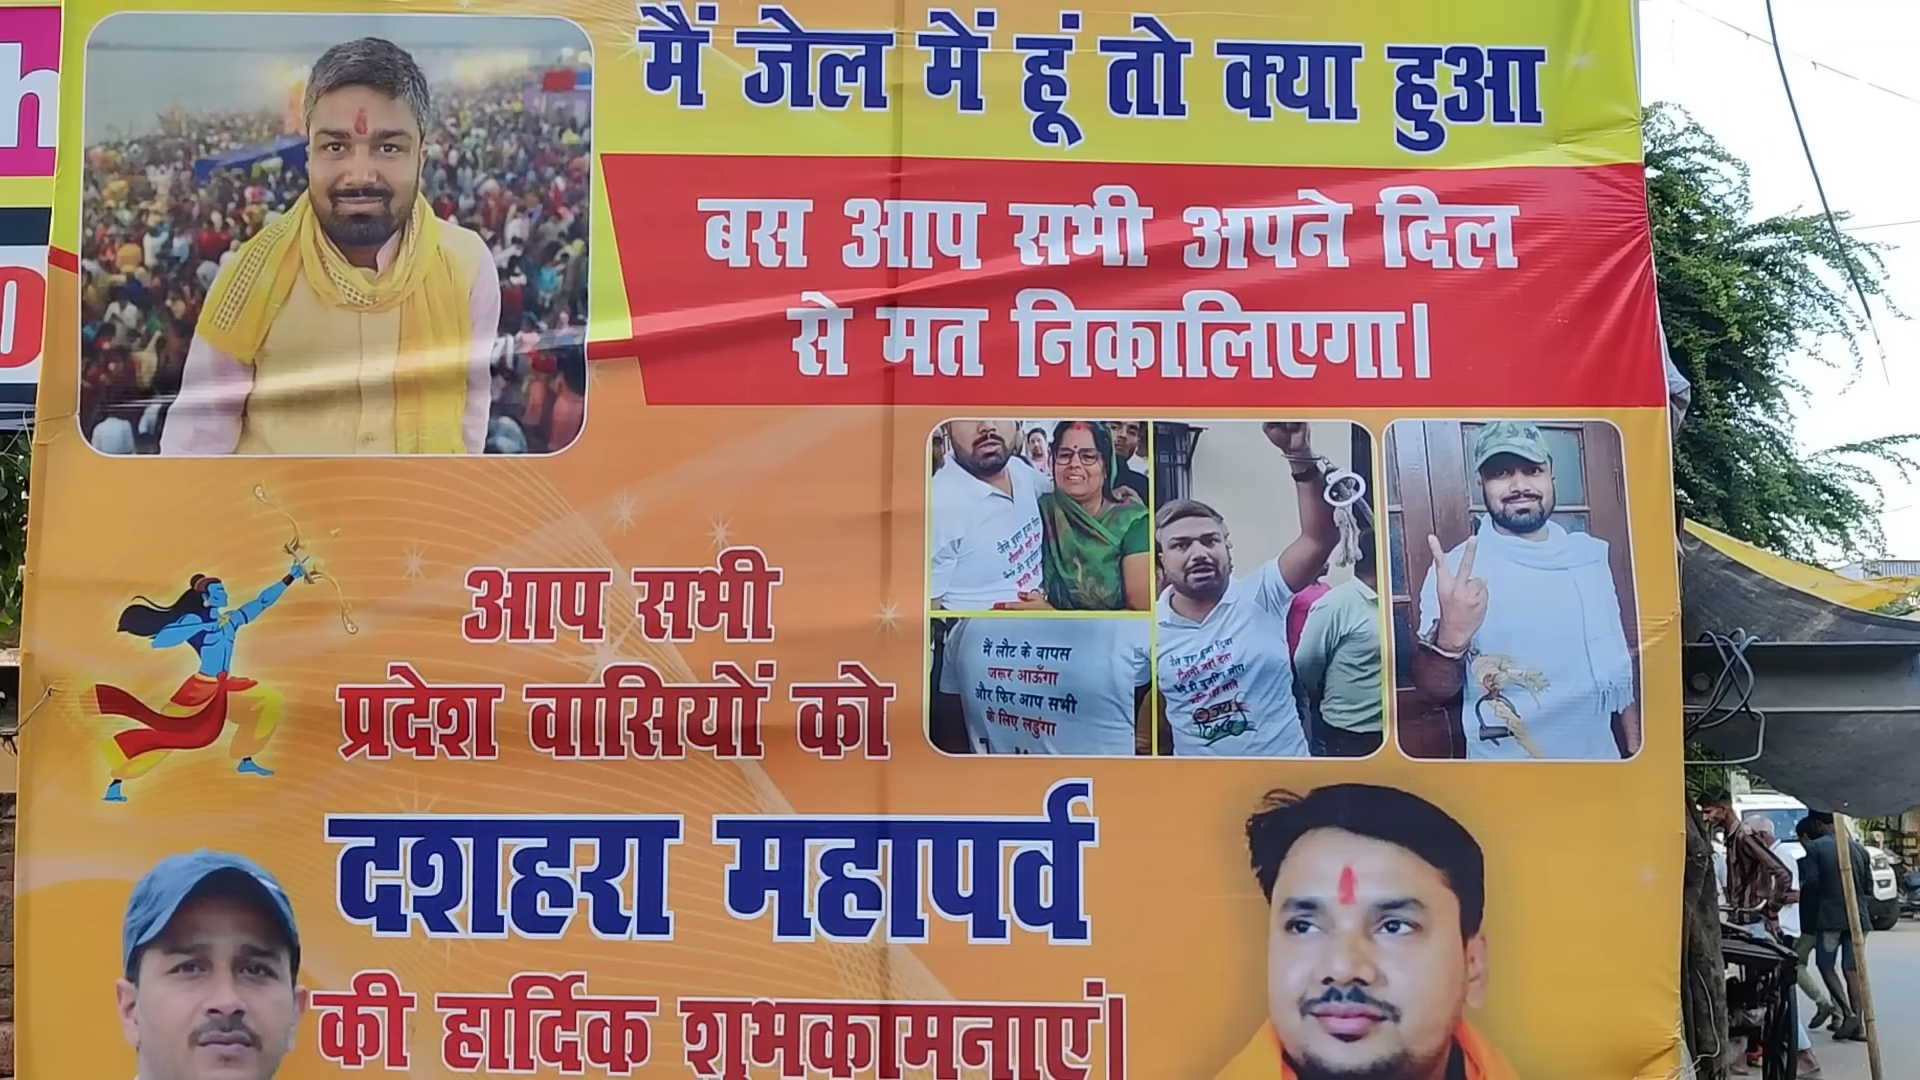 मैं जेल में हूं तो क्या हुआ
बस आप सभी अपने दिल
से मत निकालिएगा।
मैं लौट के वापस
जरूर आऊँगा
और फिर आप सभी
के लिए लडुंगा
आप सभी
प्रदेश वासियों को
दशहरा महापर्व
की हार्दिक शुभकामनाएं।